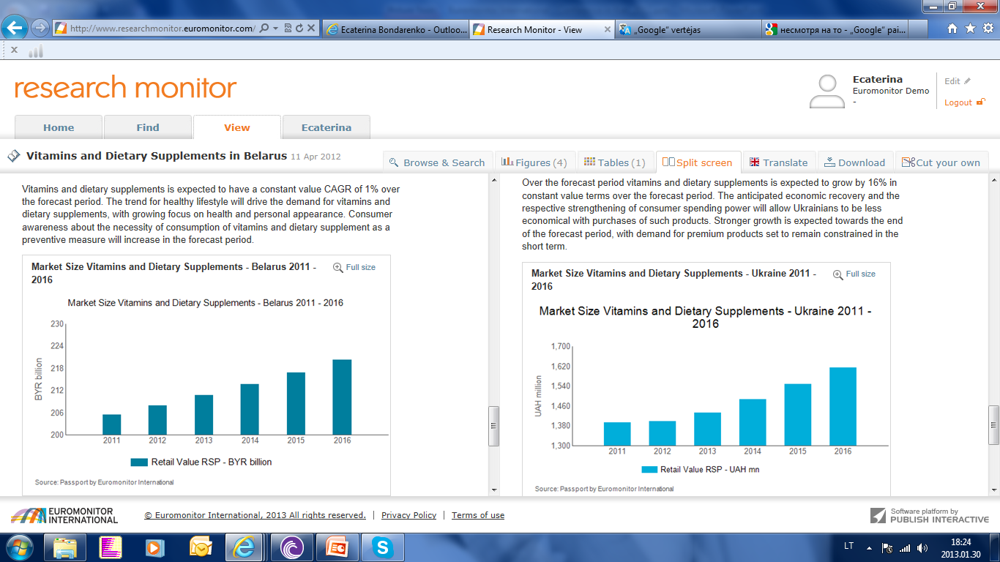 http://www.researchmonitor.euromonitor.com/
Ecaterina Bondarenko - Outloo...
Research Monitor - View
„Google“ vertėjas
несмотря на то - „Google“ pai...
research monitor
Ecaterina
Euromonitor Demo
-
Edit
Logout
Home
Find
View
Ecaterina
Vitamins and Dietary Supplements in Belarus 11 Apr 2012
Browse & Search
Figures (4)
Tables (1)
Split screen
Translate
Download
Cut your own
Vitamins and dietary supplements is expected to have a constant value CAGR of 1% over
the forecast period. The trend for healthy lifestyle will drive the demand for vitamins and
dietary supplements, with growing focus on health and personal appearance. Consumer
awareness about the necessity of consumption of vitamins and dietary supplement as a
preventive measure will increase in the forecast period.
Market Size Vitamins and Dietary Supplements - Belarus 2011 -
2016
Full size
Market Size Vitamins and Dietary Supplements - Belarus 2011 - 2016
BYR billion
230
224
218
212
206
200
2011 2012 2013 2014 2015 2016
Retail Value RSP - BYR billion
Source: Passport by Euromonitor International
Over the forecast period vitamins and dietary supplements is expected to grow by 16% in
constant value terms over the forecast period. The anticipated economic recovery and the
respective strengthening of consumer spending power will allow Ukrainians to be less
economical with purchases of such products. Stronger growth is expected towards the end
of the forecast period, with demand for premium products set to remain constrained in the
short term.
Market Size Vitamins and Dietary Supplements - Ukraine 2011 -
2016
Full size
Market Size Vitamins and Dietary Supplements - Ukraine 2011 -
2016
UAH million
1,700
1,620
1,540
1,460
1,380
1,300
2011 2012 2013 2014 2015 2016
Retail Value RSP - UAH mn
Source: Passport by Euromonitor International
EUROMONITOR
INTERNATIONAL
© Euromonitor International, 2013 All rights reserved. | Privacy Policy | Terms of use
Software platform by
PUBLISH INTERACTIVE
LT
18:24
2013.01.30